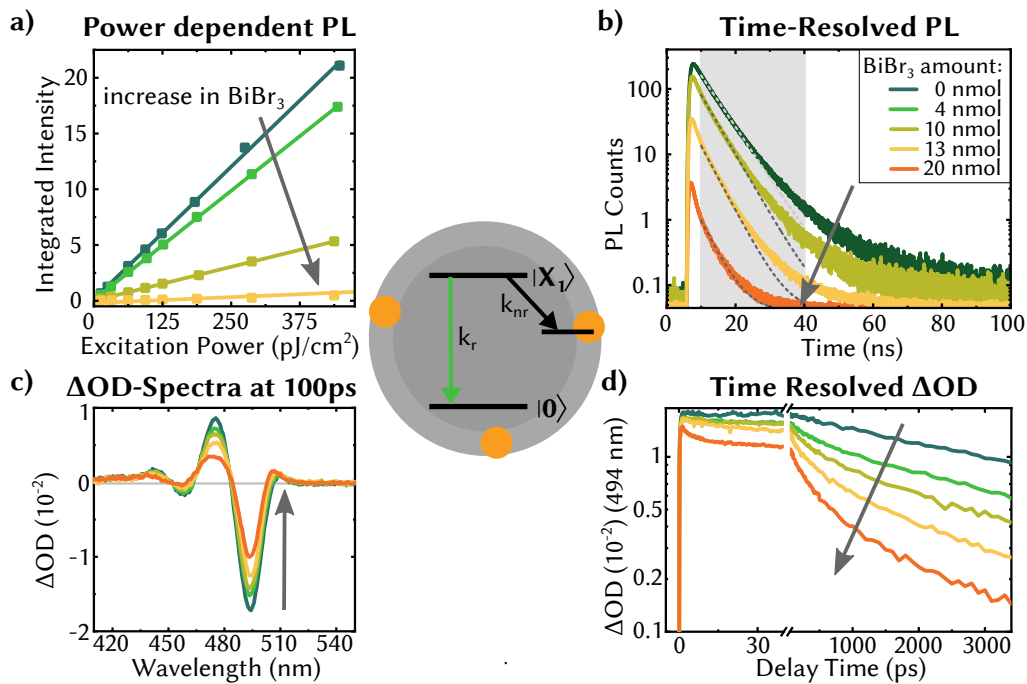 a)
Power dependent PL
20
15
10
5
0
Integrated Intensity
increase in BiBr3
0
125
250
375
Excitation Power (pJ/cm²)
b)
Time-Resolved PL
100
10
1
0.1
PL Counts
BiBr3 amount:
0 nmol
4 nmol
10 nmol
13 nmol
20 nmol
20
40
60
80
100
Time (ns)
|X1⟩
knr
kr
|0⟩
c)
ΔOD-Spectra at 100ps
1
0
-1
-2
ΔOD (10-2)
420
450
480
510
540
Wavelength (nm)
d)
Time Resolved ΔOD
1
0.5
0.1
ΔOD (10-2) (494 nm)
0
30
1000
2000
3000
Delay Time (ps)